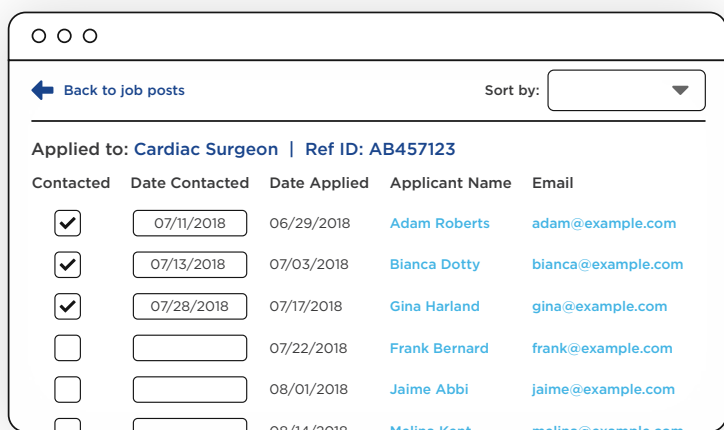 Back to job posts Sort by:
Applied to: Cardiac Surgeon | Ref ID: AB457123
Contacted Date Contacted Date Applied Applicant Name Email
07/11/2018 06/29/2018 Adam Roberts adam@example.com
07/13/2018 07/03/2018 Bianca Dotty bianca@example.com
07/28/2018 07/17/2018 Gina Harland gina@example.com
07/22/2018 Frank Bernard frank@example.com
08/01/2018 Jaime Abbi jaime@example.com
08/14/2018